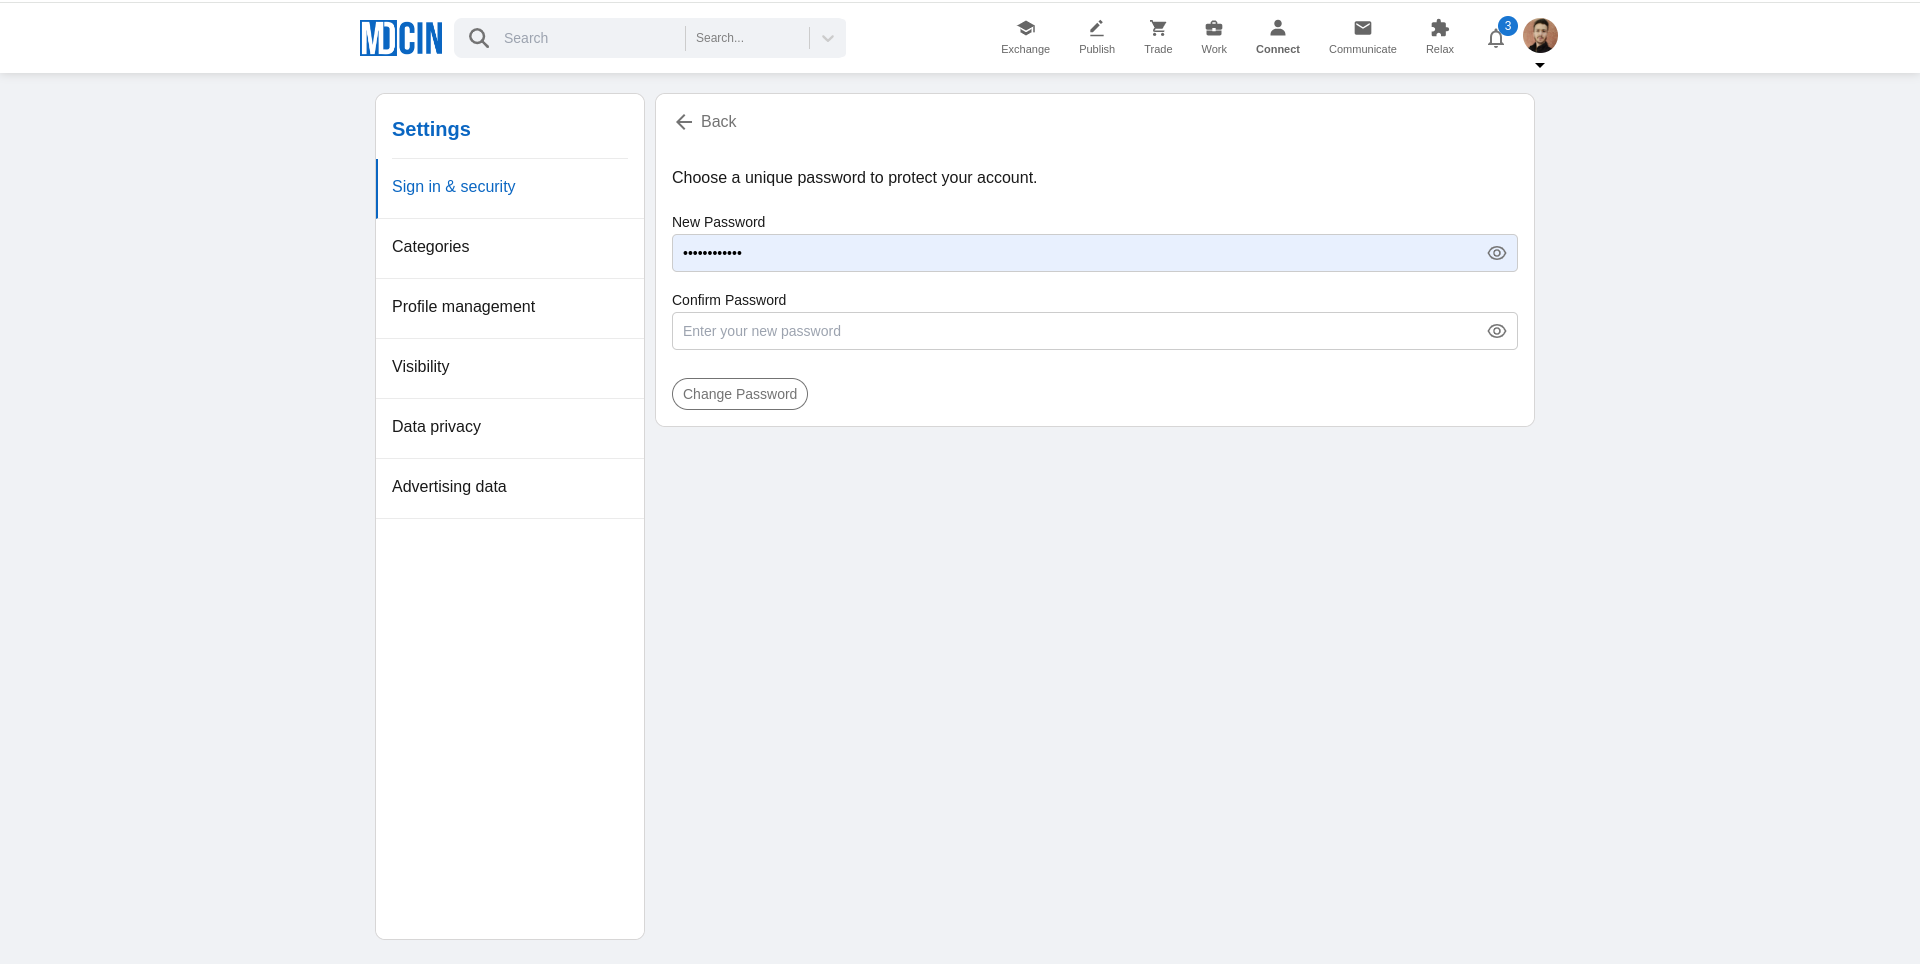 MDCIN
Search
Search...
Exchange
Publish
Trade
Work
Connect
Communicate
Relax
3
Settings
Sign in & security
Categories
Profile management
Visibility
Data privacy
Advertising data
Back
Choose a unique password to protect your account.
New Password
••••••••••••
Confirm Password
Enter your new password
Change Password